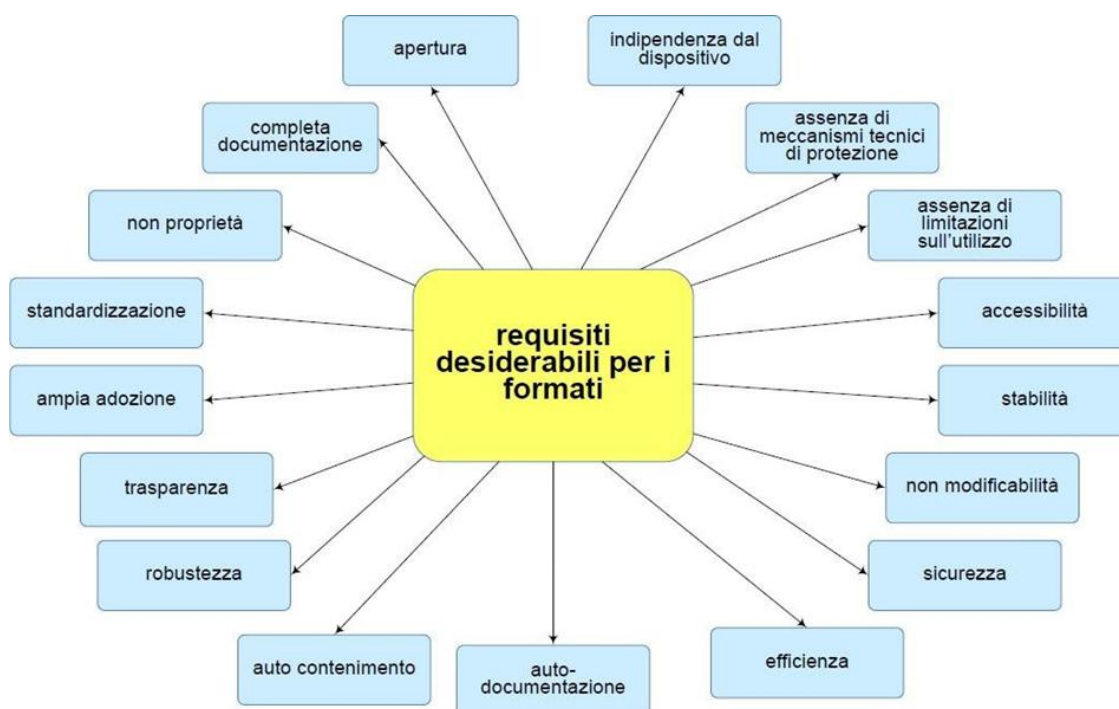 apertura
indipendenza dal
dispositivo
completa
documentazione
assenza di
meccanismi tecnici
di protezione
non proprietà
assenza di
limitazioni
sull'utilizzo
standardizzazione
requisiti
desiderabili per i
formati
accessibilità
ampia adozione
stabilità
trasparenza
non modificabilità
robustezza
sicurezza
auto contenimento
auto-
documentazione
efficienza